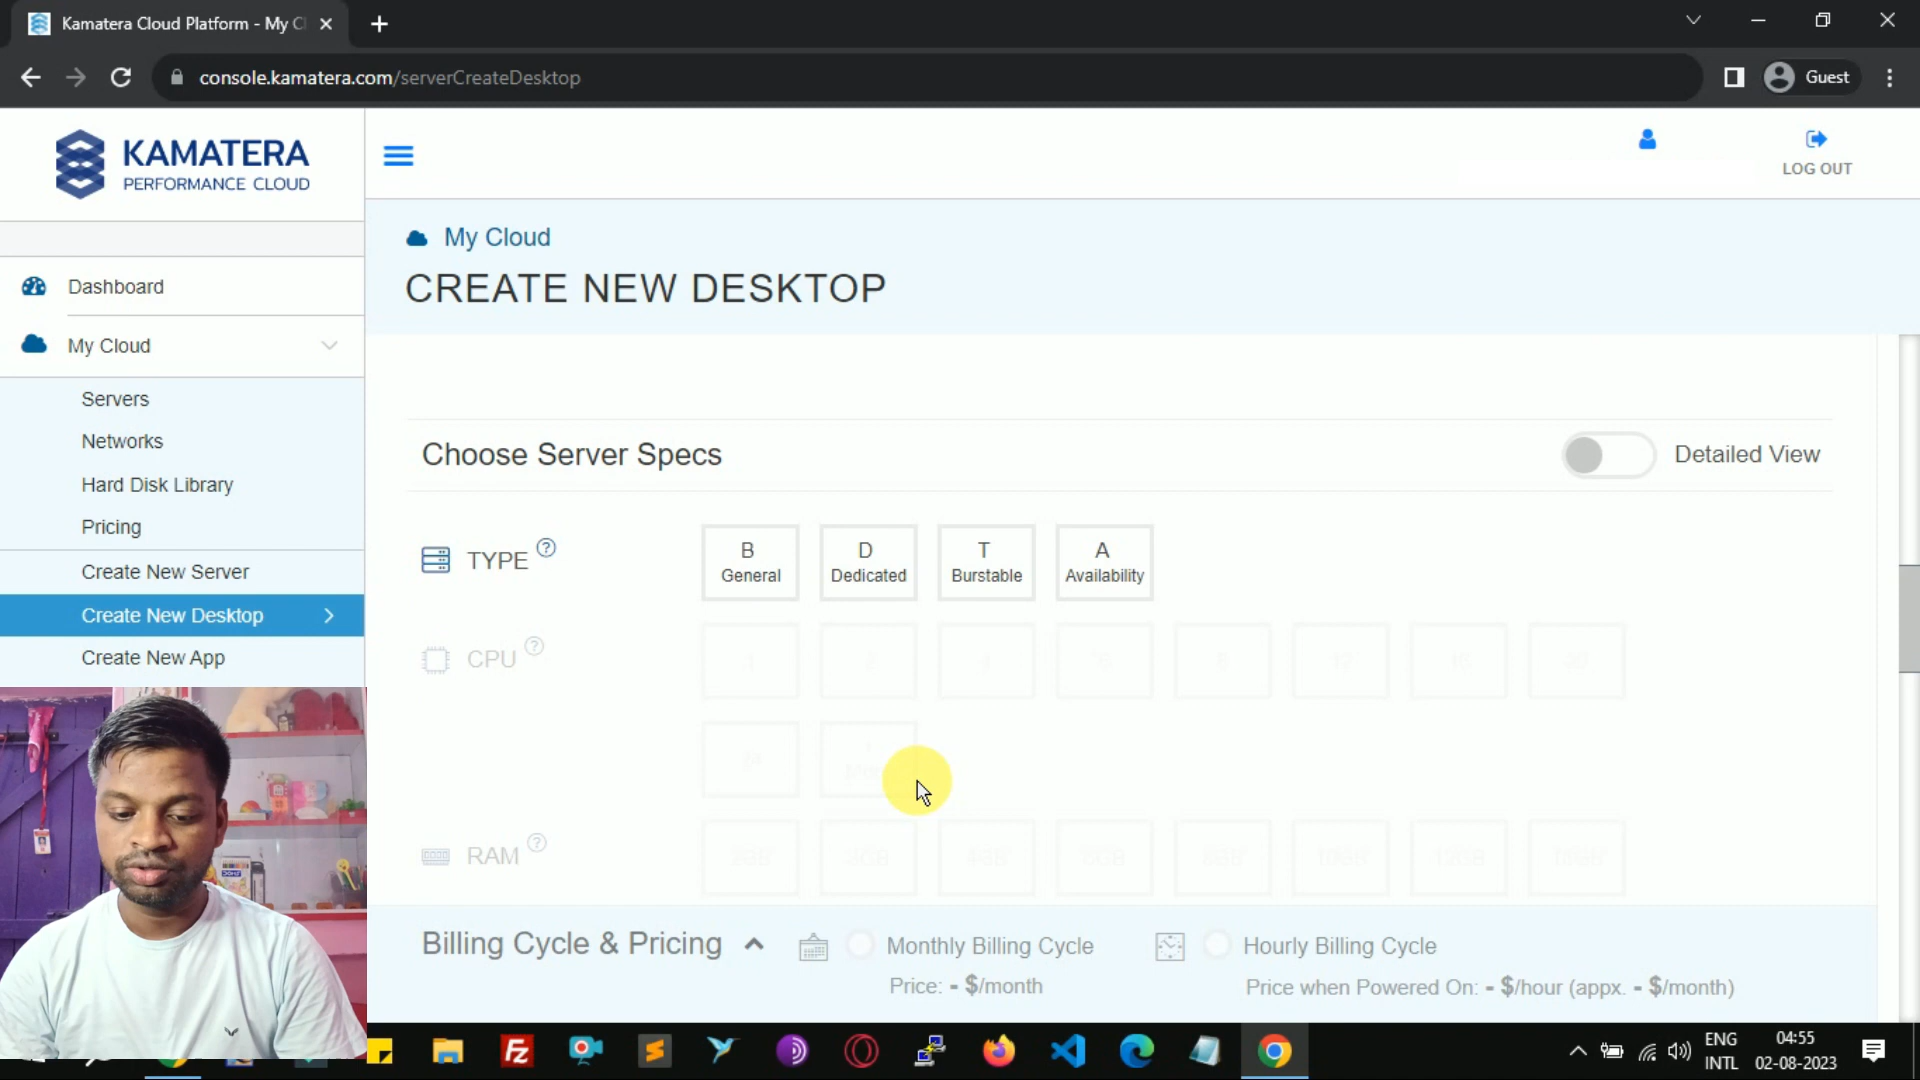 Kamatera Cloud Platform - My C
console.kamatera.com/serverCreateDesktop
Guest
KAMATERA
PERFORMANCE CLOUD
LOG OUT
My Cloud
CREATE NEW DESKTOP
Dashboard
My Cloud
Servers
Networks
Hard Disk Library
Pricing
Create New Server
Create New Desktop
Create New App
Choose Server Specs
Detailed View
TYPE
B
General
D
Dedicated
T
Burstable
A
Availability
CPU
RAM
Billing Cycle & Pricing
Monthly Billing Cycle
Price: - $/month
Hourly Billing Cycle
Price when Powered On: - $/hour (appx. - $/month)
ENG
INTL
04:55
02-08-2023